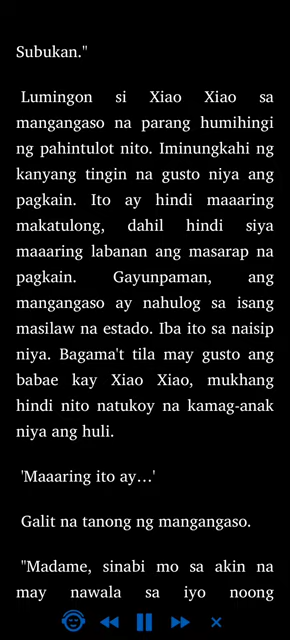 Subukan."
Lumingon si Xiao Xiao sa
mangangaso na parang humihingi
ng pahintulot nito. Iminungkahi ng
kanyang tingin na gusto niya ang
pagkain. Ito ay hindi maaaring
makatulong, dahil hindi siya
maaaring labanan ang masarap na
pagkain. Gayunpaman, ang
mangangaso ay nahulog sa isang
masilaw na estado. Iba ito sa naisip
niya. Bagama't tila may gusto ang
babae kay Xiao Xiao, mukhang
hindi nito natukoy na kamag-anak
niya ang huli.
'Maaaring ito ay…'
Galit na tanong ng mangangaso.
"Madame, sinabi mo sa akin na
may nawala sa iyo noong